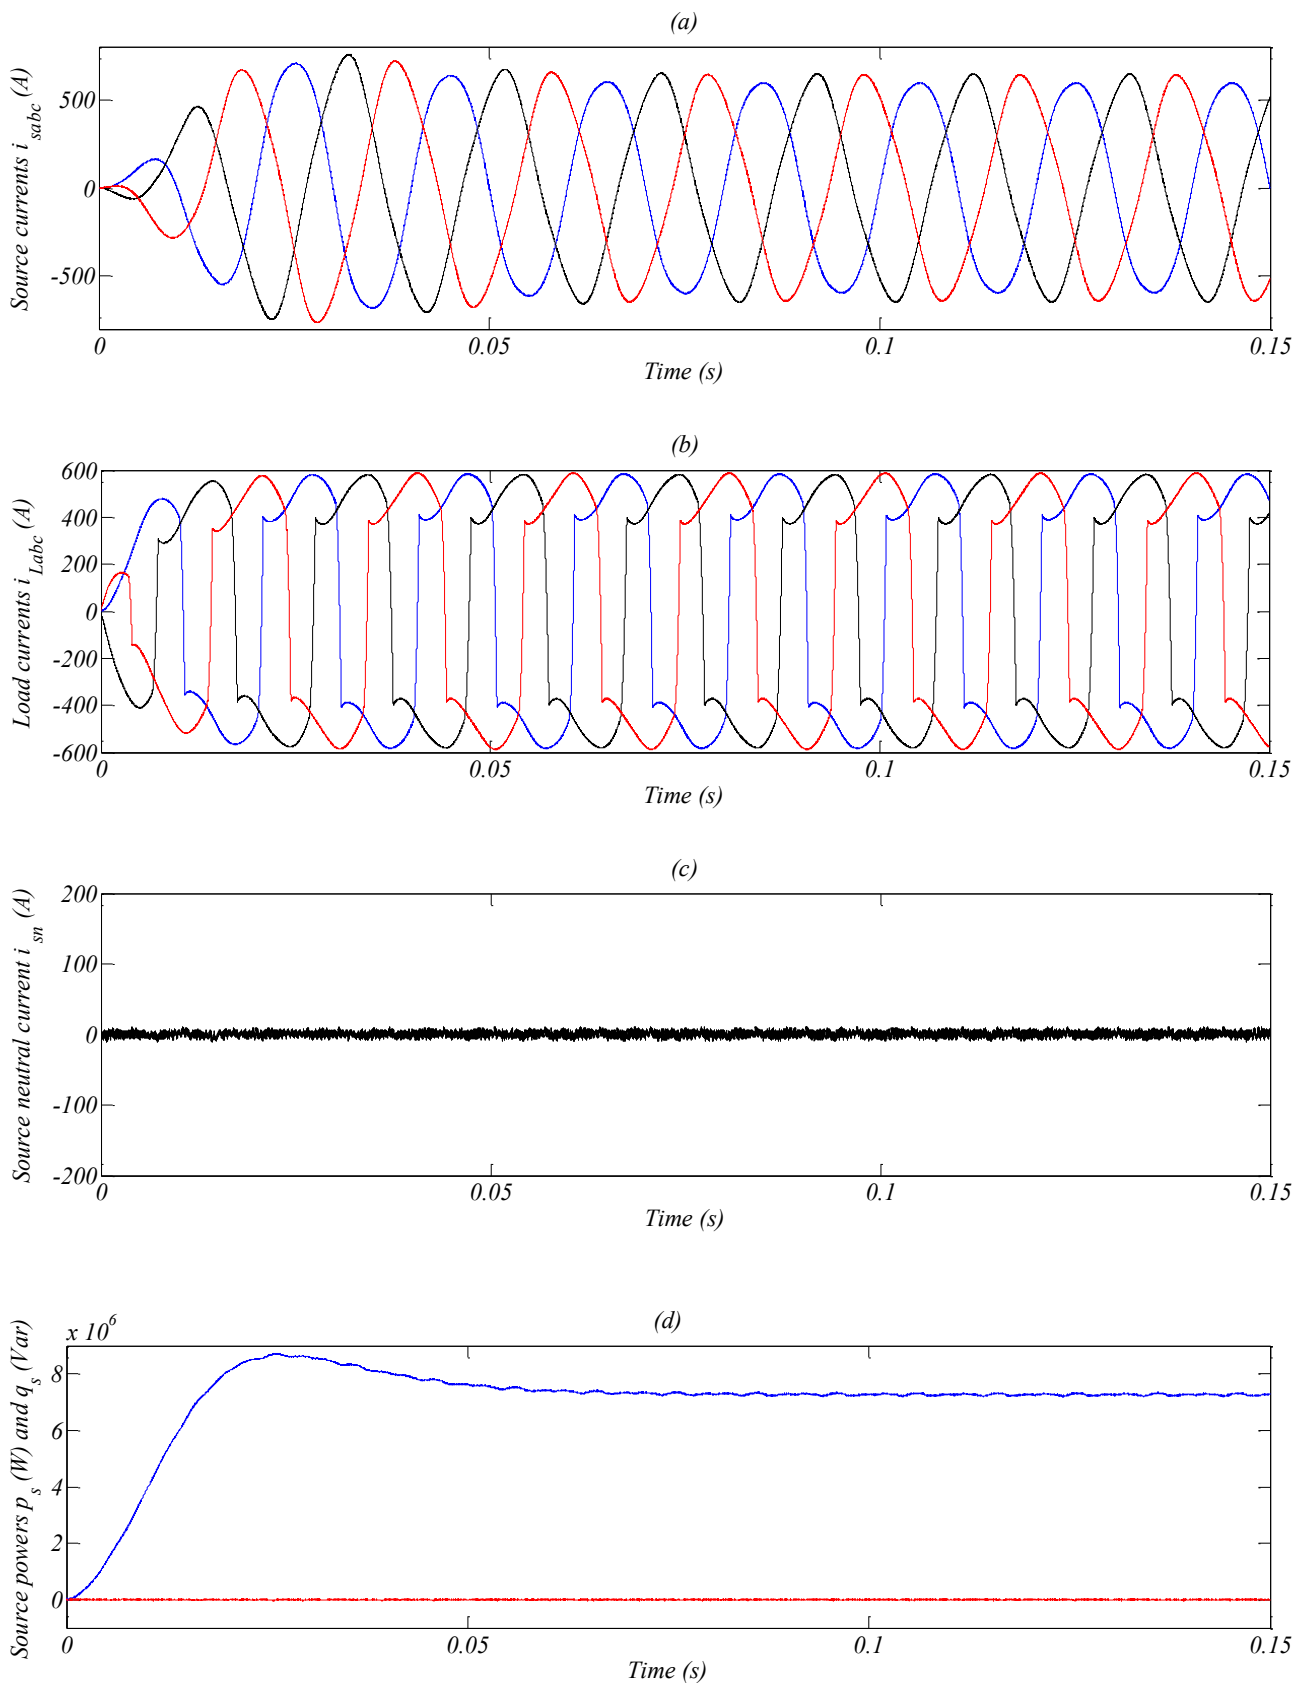 (a)
Source currents i sabc (A)
500
0
-500
0 0.05 0.1 0.15
Time (s)
(b)
Load currents i Labc (A)
600
400
200
0
-200
-400
-600
0 0.05 0.1 0.15
Time (s)
(c)
Source neutral current i sn (A)
200
100
0
-100
-200
0 0.05 0.1 0.15
Time (s)
(d)
x 10^6
Source powers p s (W) and q s (Var)
8
6
4
2
0
0 0.05 0.1 0.15
Time (s)